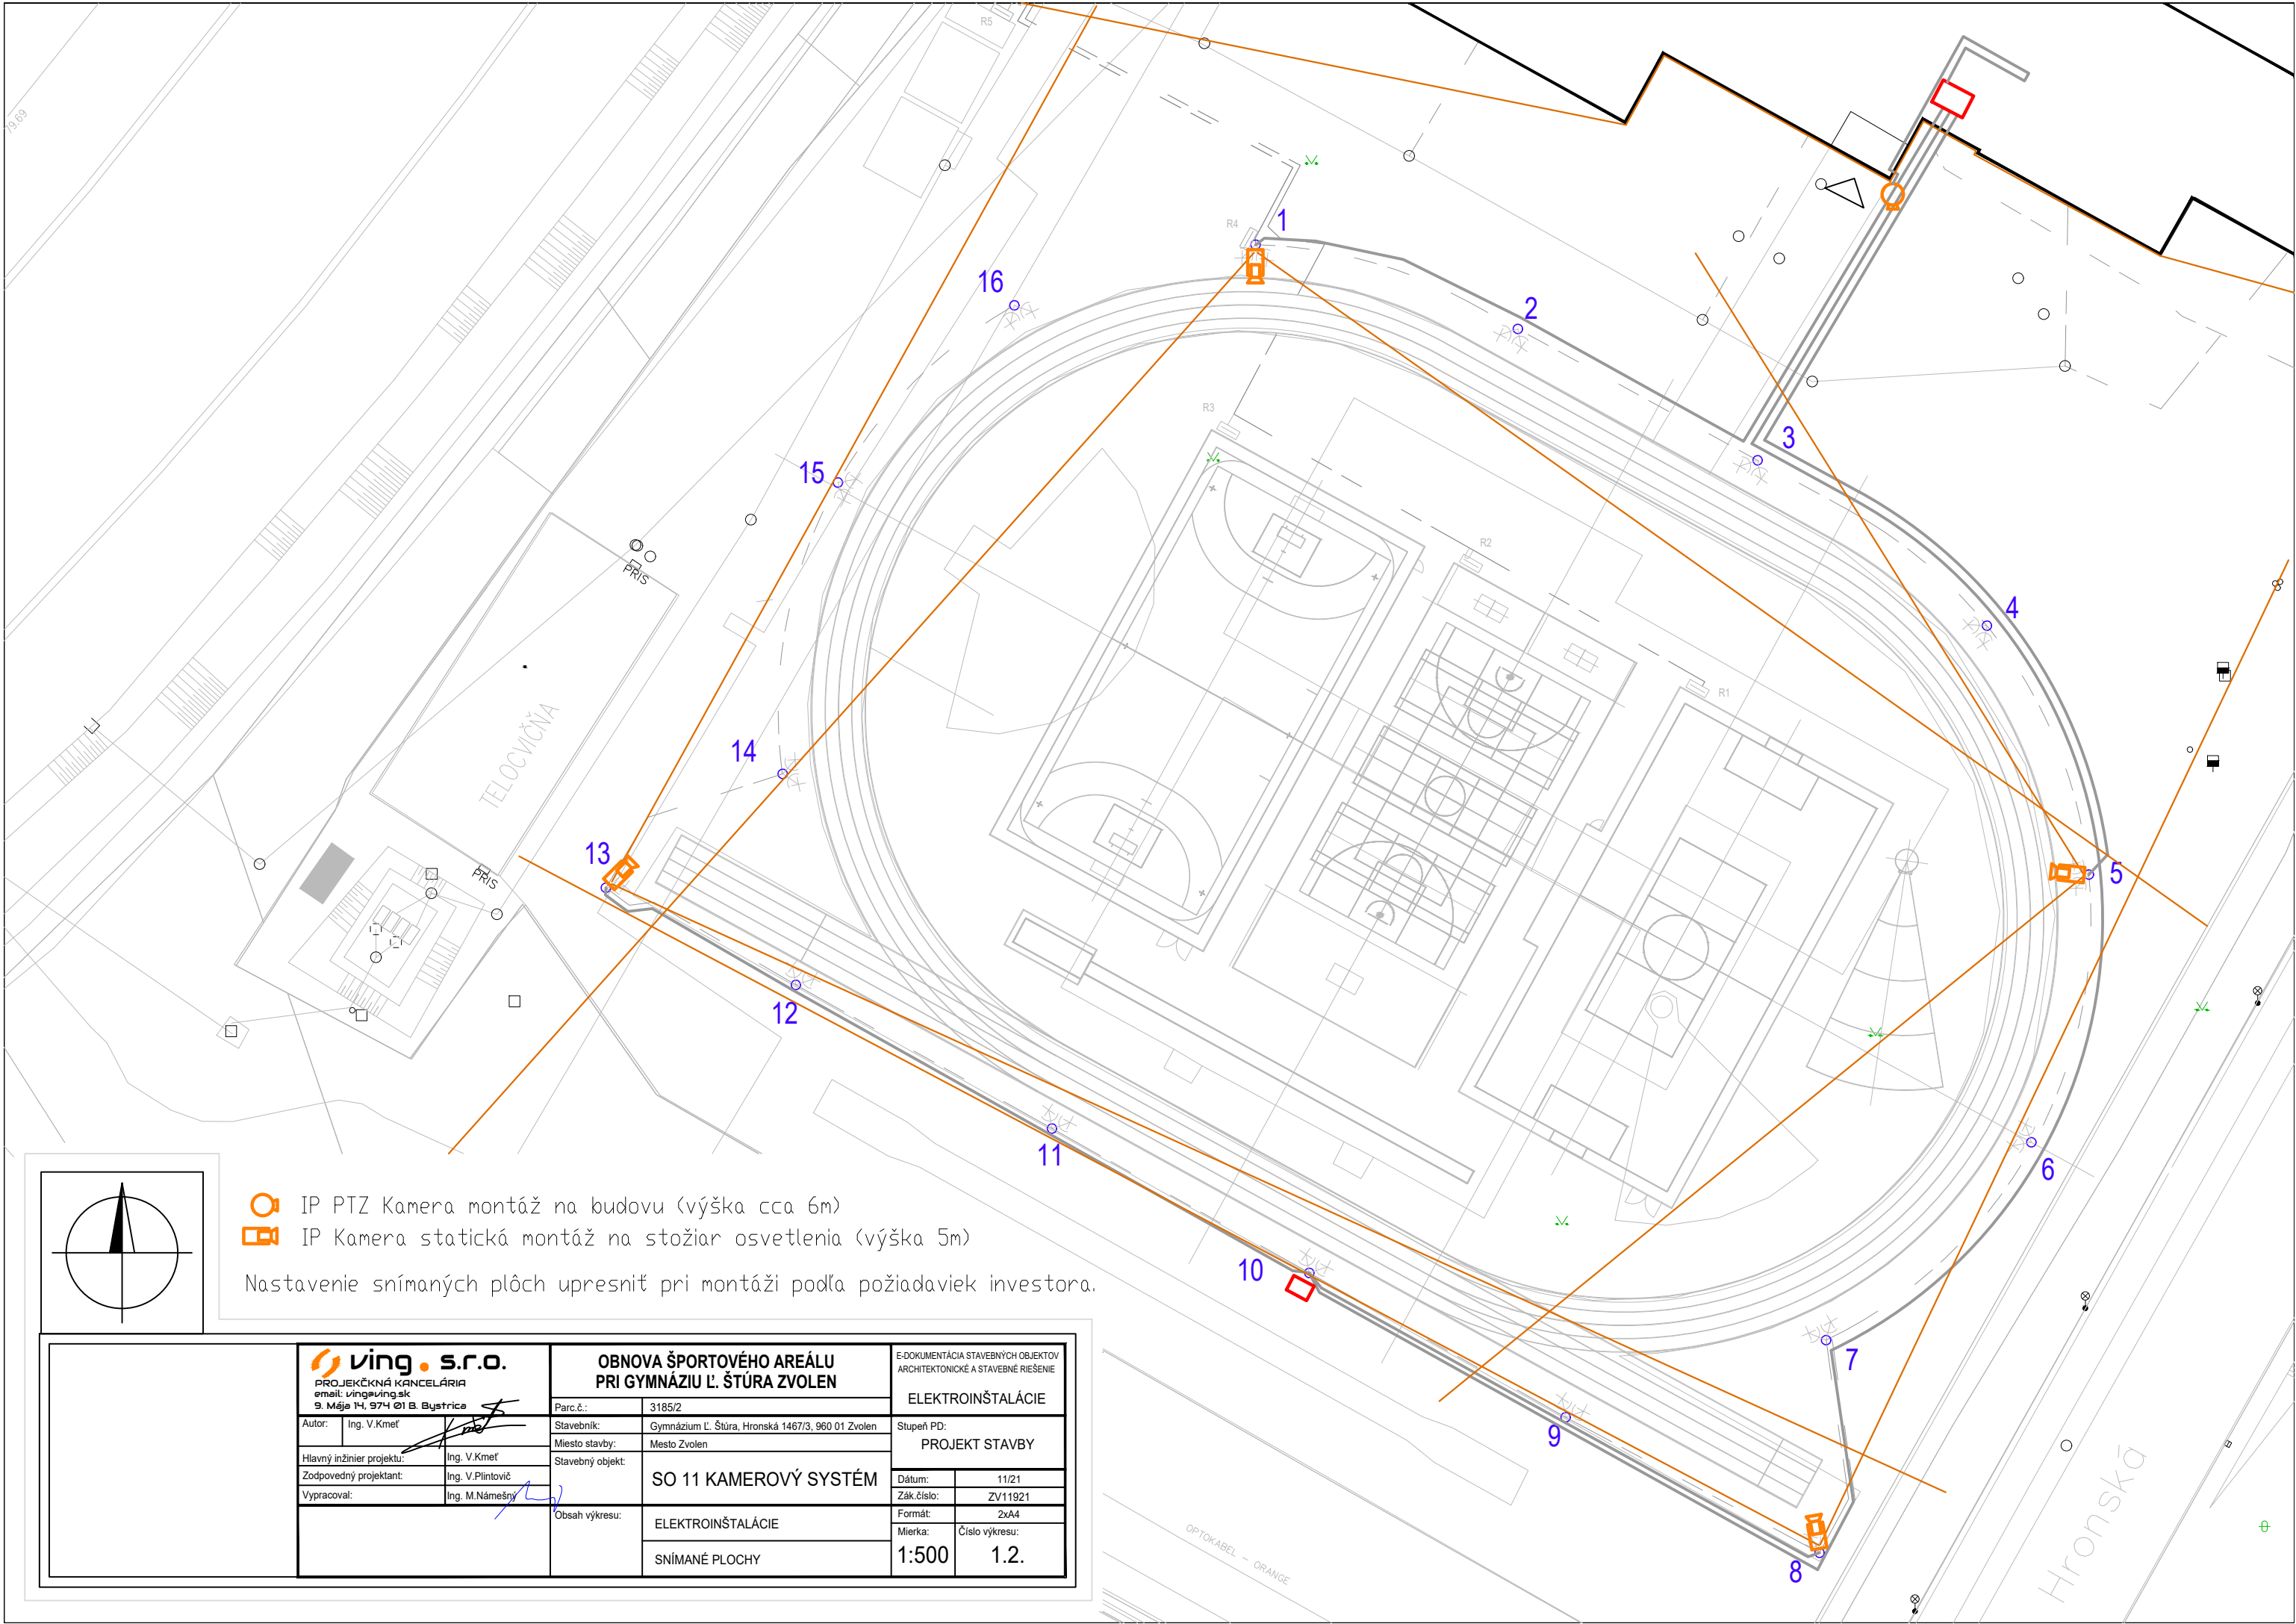 R5
79.69
R4
1
16
2
3
R3
15
R2
4
PRIS
R1
14
TELOCVIČŇA
13
5
PRIS
12
11
6
10
7
9
8
Hronská
OPTOKABEL - ORANGE
IP PTZ Kamera montáž na budovu (výška cca 6m)
IP Kamera statická montáž na stožiar osvetlenia (výška 5m)
Nastavenie snímaných plôch upresniť pri montáži podľa požiadaviek investora.
ving . s.r.o.
PROJEKČKNÁ KANCELÁRIA
email: ving@ving.sk
9. Mája 14, 974 01 B. Bystrica
OBNOVA ŠPORTOVÉHO AREÁLU
PRI GYMNÁZIU Ľ. ŠTÚRA ZVOLEN
E-DOKUMENTÁCIA STAVEBNÝCH OBJEKTOV
ARCHITEKTONICKÉ A STAVEBNÉ RIEŠENIE
ELEKTROINŠTALÁCIE
Parc.č.: 3185/2
Autor: Ing. V.Kmeť
Stavebník: Gymnázium Ľ. Štúra, Hronská 1467/3, 960 01 Zvolen
Stupeň PD:
PROJEKT STAVBY
Miesto stavby: Mesto Zvolen
Hlavný inžinier projektu: Ing. V.Kmeť
Stavebný objekt:
SO 11 KAMEROVÝ SYSTÉM
Zodpovedný projektant: Ing. V.Plintovič
Dátum: 11/21
Vypracoval: Ing. M.Námešný
Zák.číslo: ZV11921
Obsah výkresu:
ELEKTROINŠTALÁCIE
Formát: 2xA4
Mierka: Číslo výkresu:
1:500 1.2.
SNÍMANÉ PLOCHY